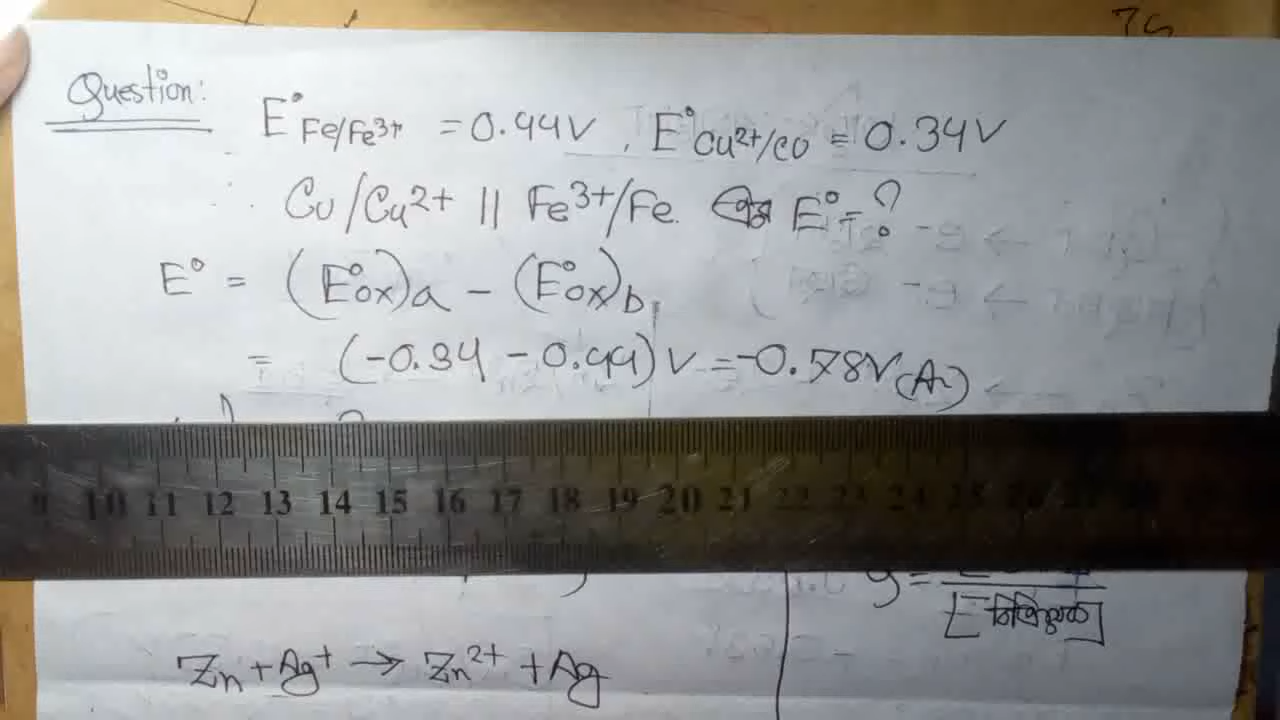 Question:
E°Fe/Fe3+ = 0.44V, E°Cu2+/Cu = 0.34V
Cu/Cu2+ || Fe3+/Fe. এর E° = ?
E° = (E°ox)a - (E°ox)b
= (-0.34 - 0.44)V = -0.78V (A)
9 10 11 12 13 14 15 16 17 18 19 20 21 22 23 24 25 26 27 28
[বিক্রিয়ক]
Zn + Ag+ → Zn2+ + Ag